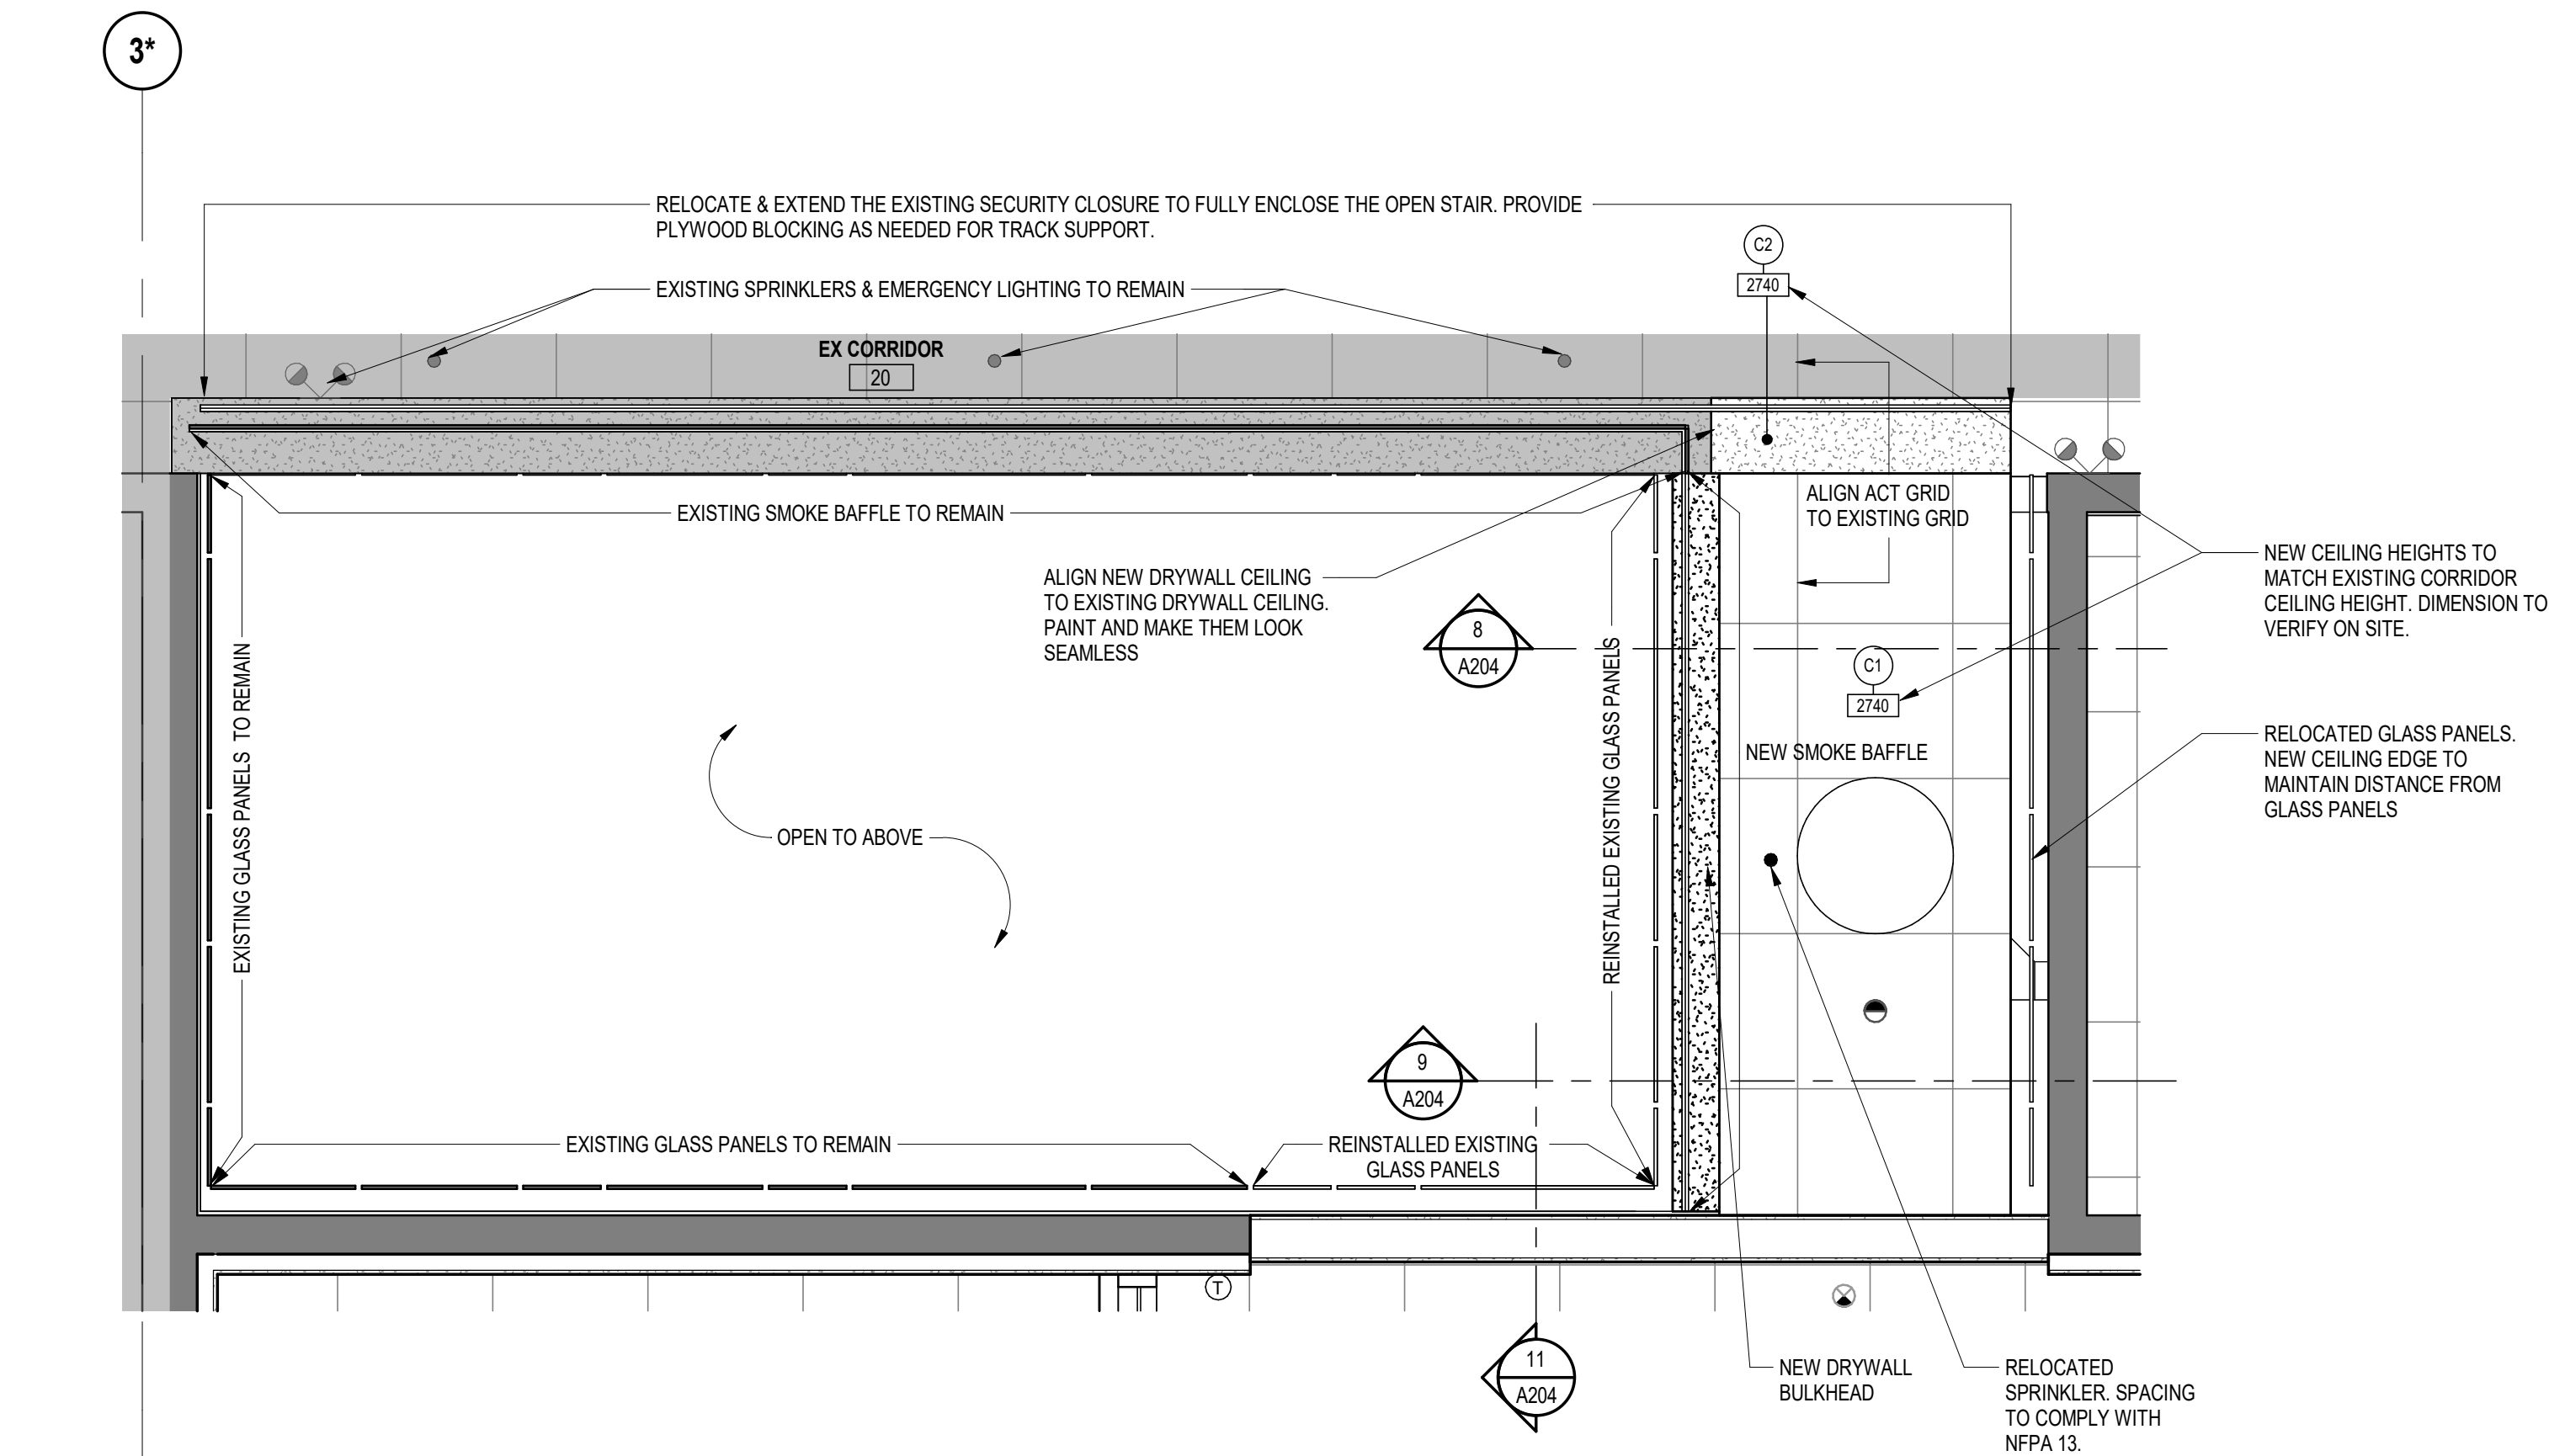 3*
RELOCATE & EXTEND THE EXISTING SECURITY CLOSURE TO FULLY ENCLOSE THE OPEN STAIR. PROVIDE
PLYWOOD BLOCKING AS NEEDED FOR TRACK SUPPORT.
C2
2740
EXISTING SPRINKLERS & EMERGENCY LIGHTING TO REMAIN
EX CORRIDOR
20
EXISTING SMOKE BAFFLE TO REMAIN
ALIGN ACT GRID
TO EXISTING GRID
ALIGN NEW DRYWALL CEILING
TO EXISTING DRYWALL CEILING.
PAINT AND MAKE THEM LOOK
SEAMLESS
NEW CEILING HEIGHTS TO
MATCH EXISTING CORRIDOR
CEILING HEIGHT. DIMENSION TO
VERIFY ON SITE.
8
A204
C1
2740
EXISTING GLASS PANELS TO REMAIN
REINSTALLED EXISTING GLASS PANELS
NEW SMOKE BAFFLE
RELOCATED GLASS PANELS.
NEW CEILING EDGE TO
MAINTAIN DISTANCE FROM
GLASS PANELS
OPEN TO ABOVE
9
A204
EXISTING GLASS PANELS TO REMAIN
REINSTALLED EXISTING
GLASS PANELS
T
11
A204
NEW DRYWALL
BULKHEAD
RELOCATED
SPRINKLER. SPACING
TO COMPLY WITH
NFPA 13.